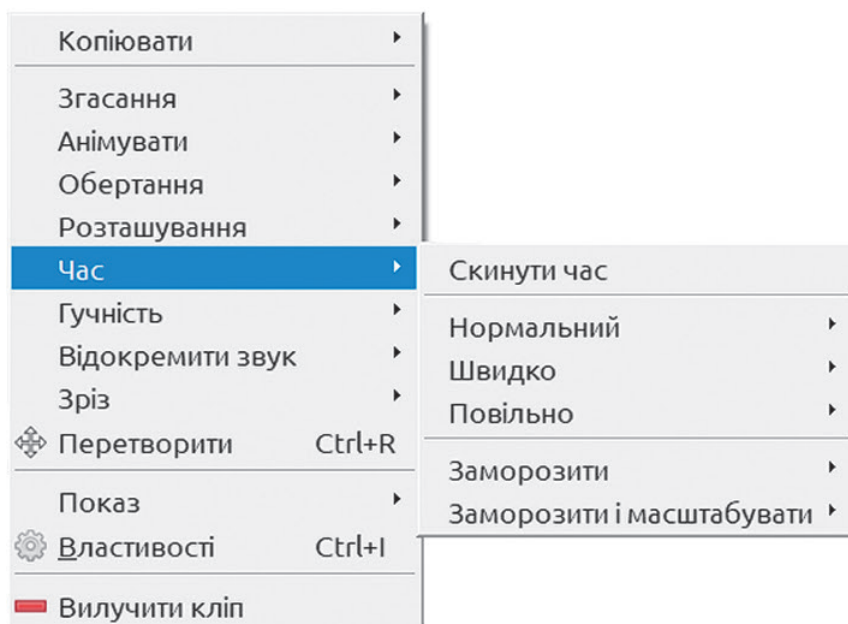 Копіювати
Згасання
Анімувати
Обертання
Розташування
Час
Гучність
Відокремити звук
Зріз
Перетворити Ctrl+R
Показ
Властивості Ctrl+I
Вилучити кліп
Скинути час
Нормальний
Швидко
Повільно
Заморозити
Заморозити і масштабувати